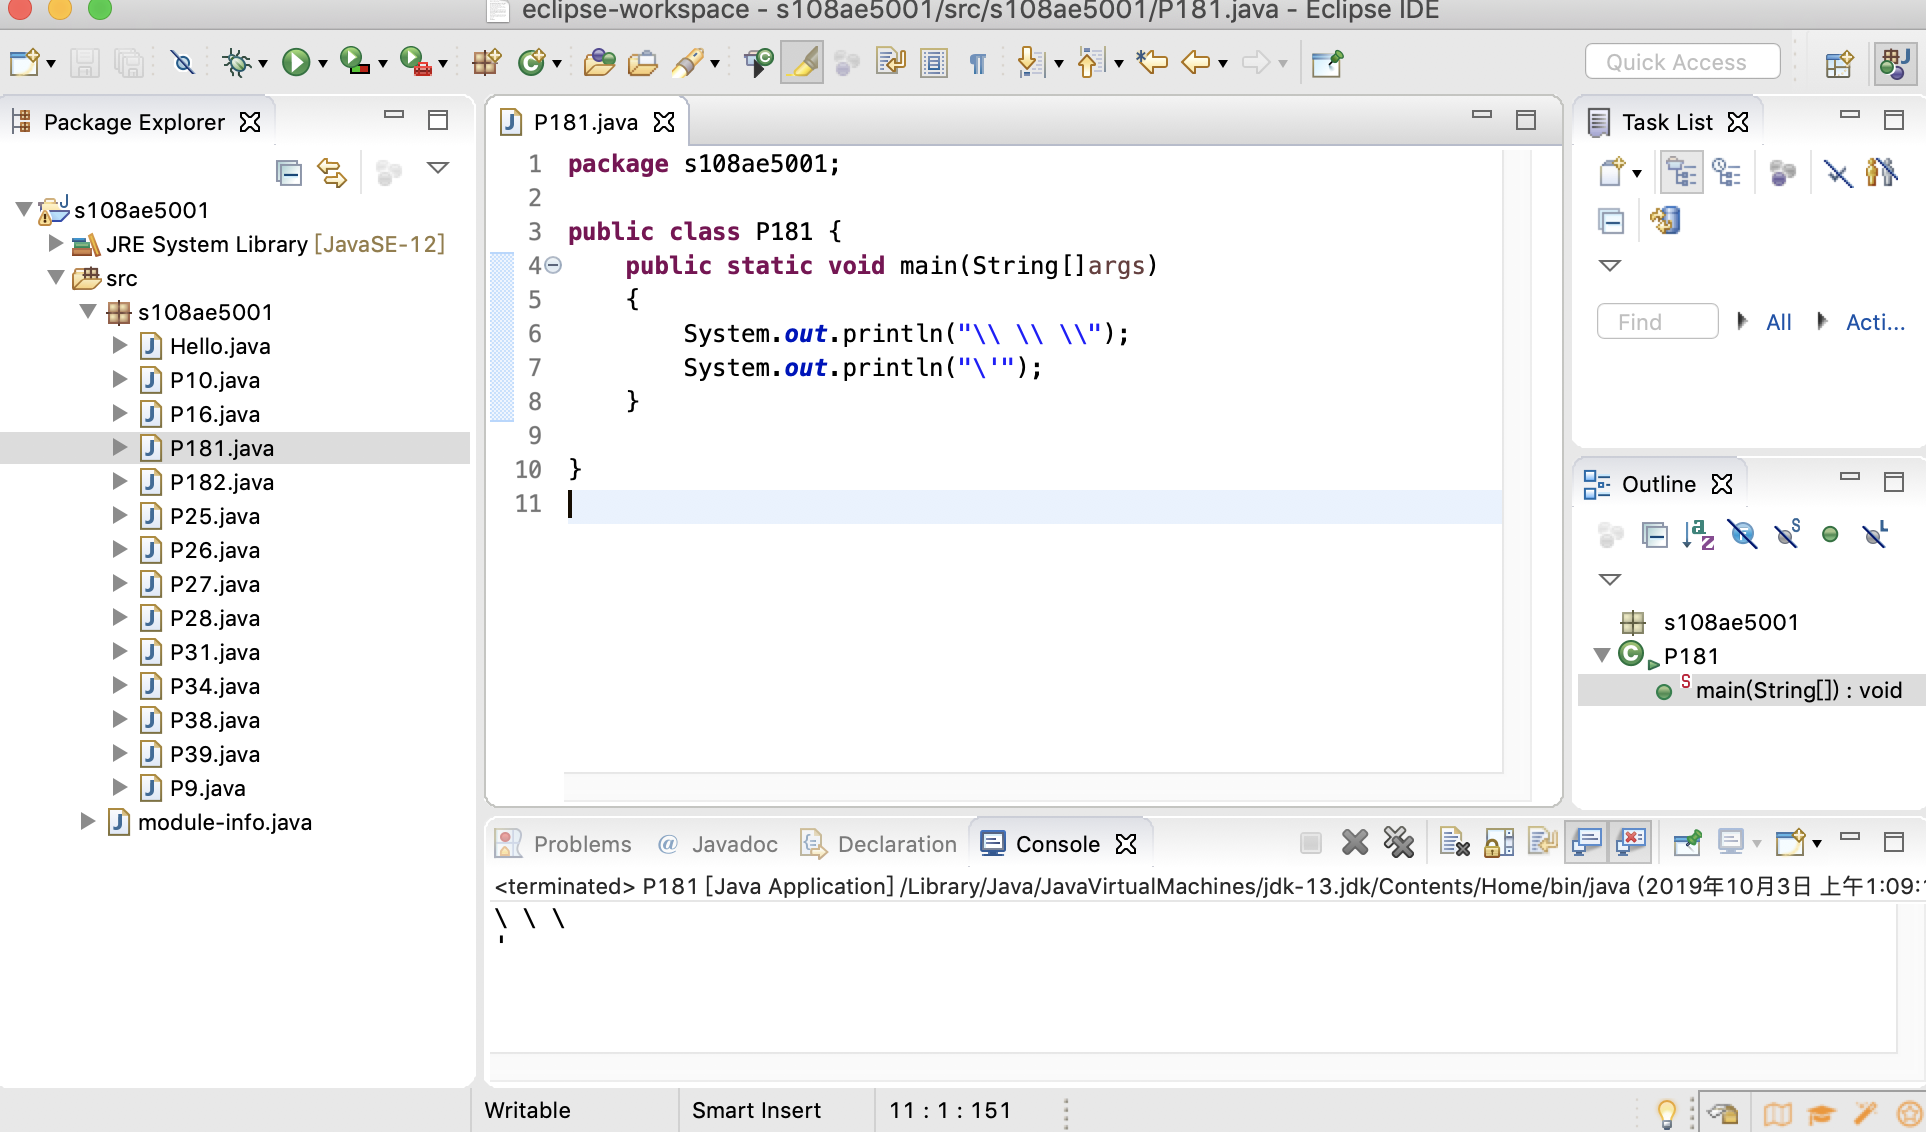 eclipse-workspace - s108ae5001/src/s108ae5001/P181.java - Eclipse IDE
Quick Access
Package Explorer
s108ae5001
JRE System Library [JavaSE-12]
src
s108ae5001
Hello.java
P10.java
P16.java
P181.java
P182.java
P25.java
P26.java
P27.java
P28.java
P31.java
P34.java
P38.java
P39.java
P9.java
module-info.java
P181.java
1 package s108ae5001;
2
3 public class P181 {
4 public static void main(String[]args)
5 {
6 System.out.println("\\ \\ \\");
7 System.out.println("\'");
8 }
9
10 }
11
Task List
Find
All
Acti...
Outline
s108ae5001
P181
main(String[]) : void
Problems
@ Javadoc
Declaration
Console
<terminated> P181 [Java Application] /Library/Java/JavaVirtualMachines/jdk-13.jdk/Contents/Home/bin/java (2019年10月3日 上午1:09:
\ \ \
'
Writable
Smart Insert
11 : 1 : 151